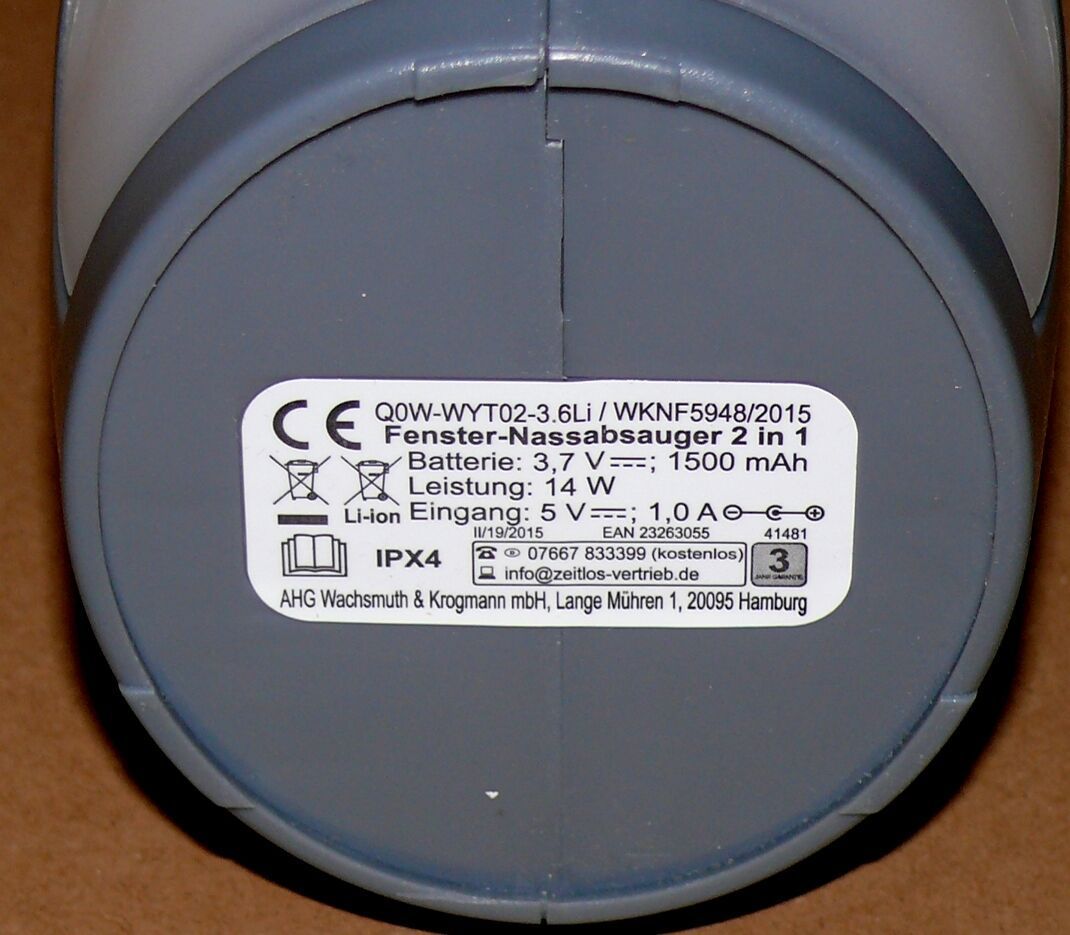 CE Q0W-WYT02-3.6Li / WKNF5948/2015
Fenster-Nassabsauger 2 in 1
Batterie: 3,7 V; 1500 mAh
Leistung: 14 W
Li-ion Eingang: 5 V; 1,0 A
II/19/2015 EAN 23263055 41481
IPX4 07667 833399 (kostenlos) 3
info@zeitlos-vertrieb.de JAHR GARANTIE
AHG Wachsmuth & Krogmann mbH, Lange Mühren 1, 20095 Hamburg